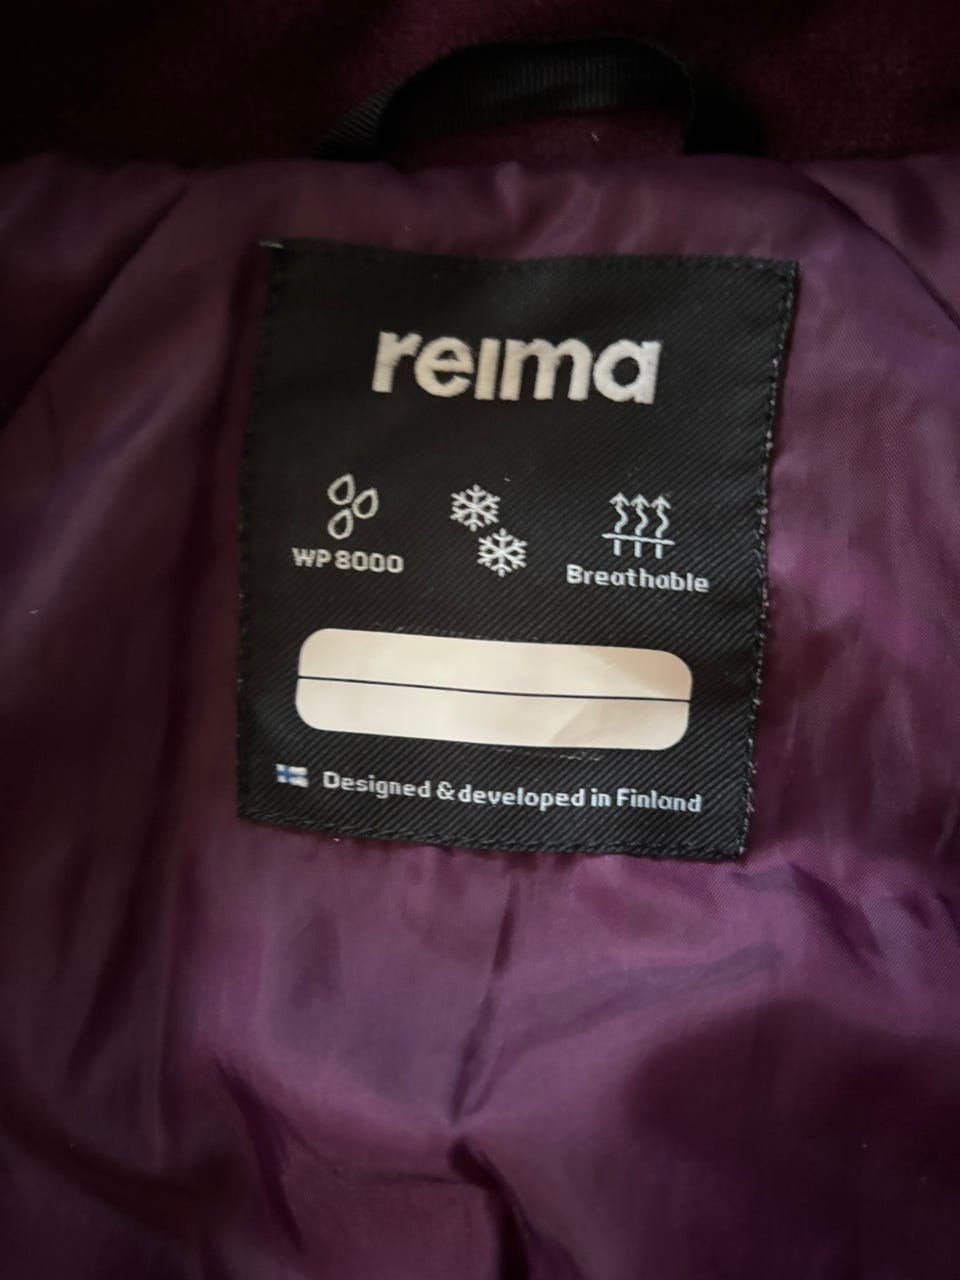 reima
WP 8000
Breathable
Designed & developed in Finland